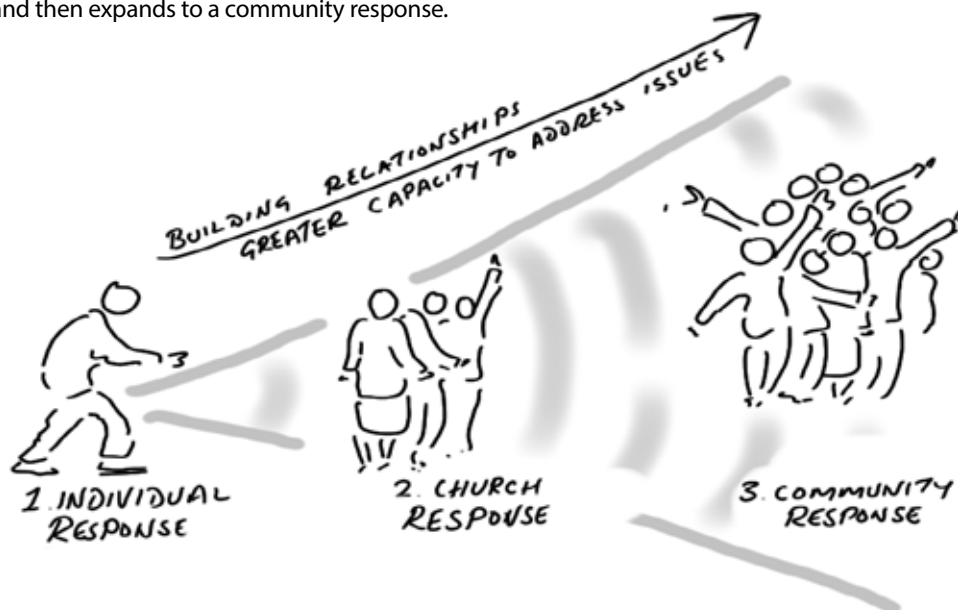 and then expands to a community response.
BUILDING RELATIONSHIPS
GREATER CAPACITY TO ADDRESS ISSUES
1. INDIVIDUAL
RESPONSE
2. CHURCH
RESPONSE
3. COMMUNITY
RESPONSE